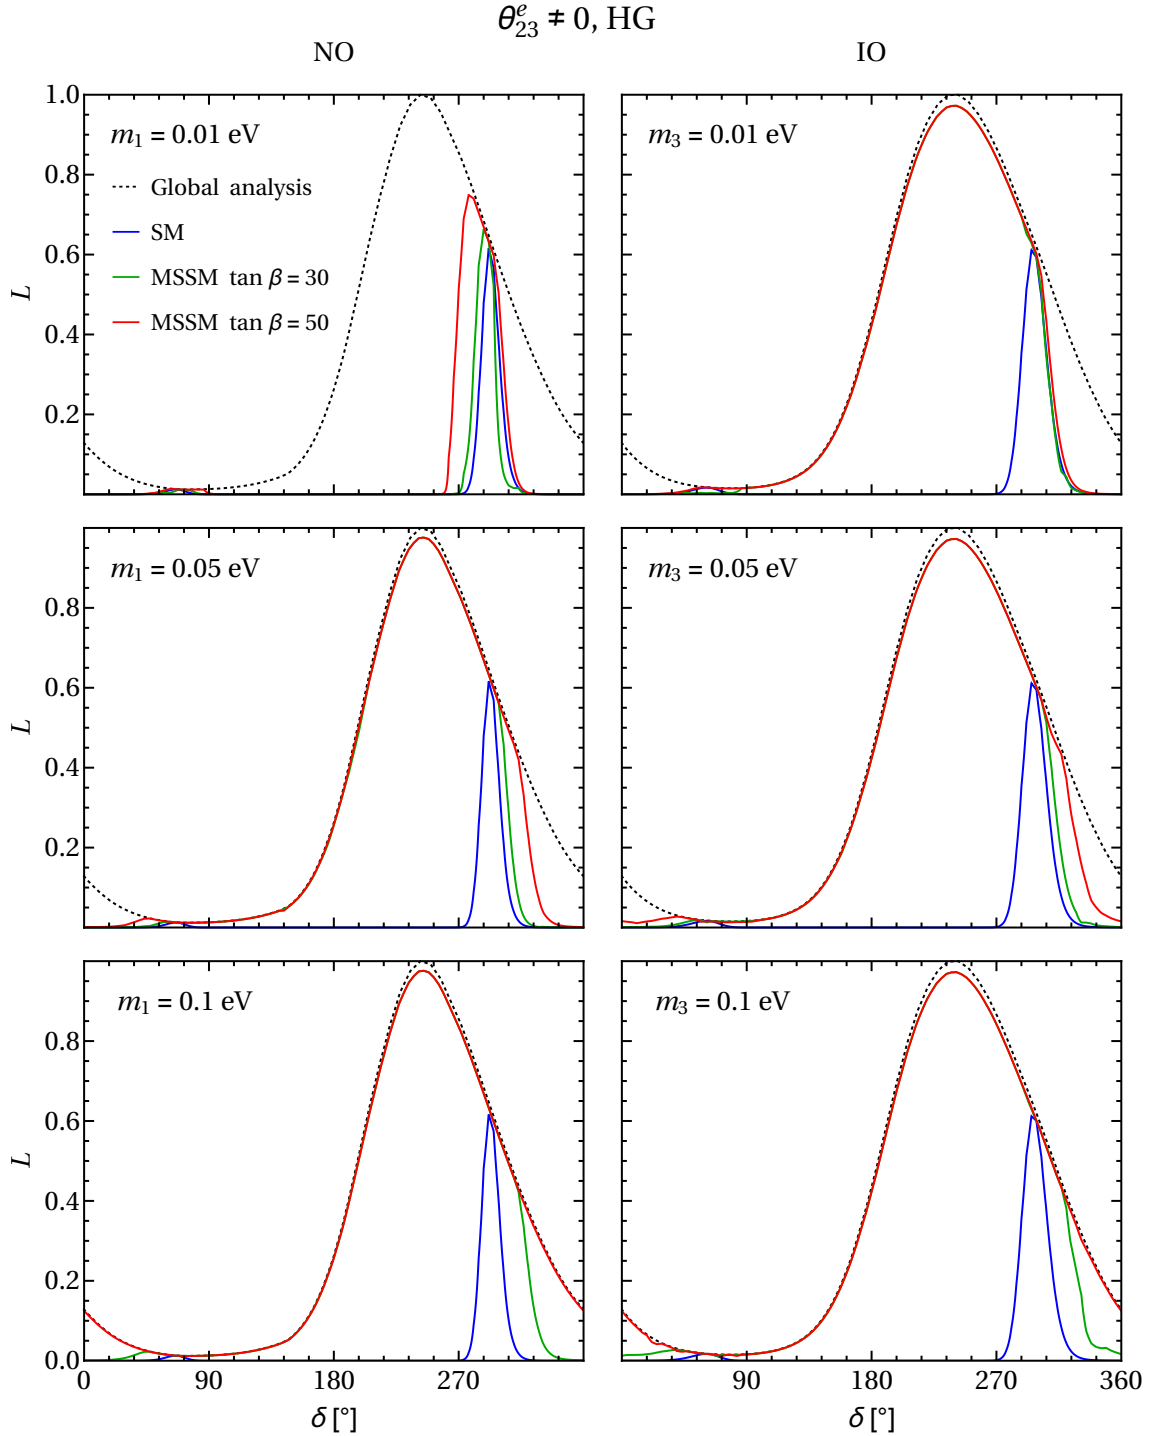 θ₂₃ᵉ ≠ 0, HG
NO
IO
1.0
0.8
0.6
0.4
0.2
L
m₁ = 0.01 eV
Global analysis
SM
MSSM tan β = 30
MSSM tan β = 50
m₃ = 0.01 eV
0.8
0.6
0.4
0.2
L
m₁ = 0.05 eV
m₃ = 0.05 eV
0.8
0.6
0.4
0.2
0.0
L
m₁ = 0.1 eV
m₃ = 0.1 eV
0 90 180 270
90 180 270 360
δ [°]
δ [°]